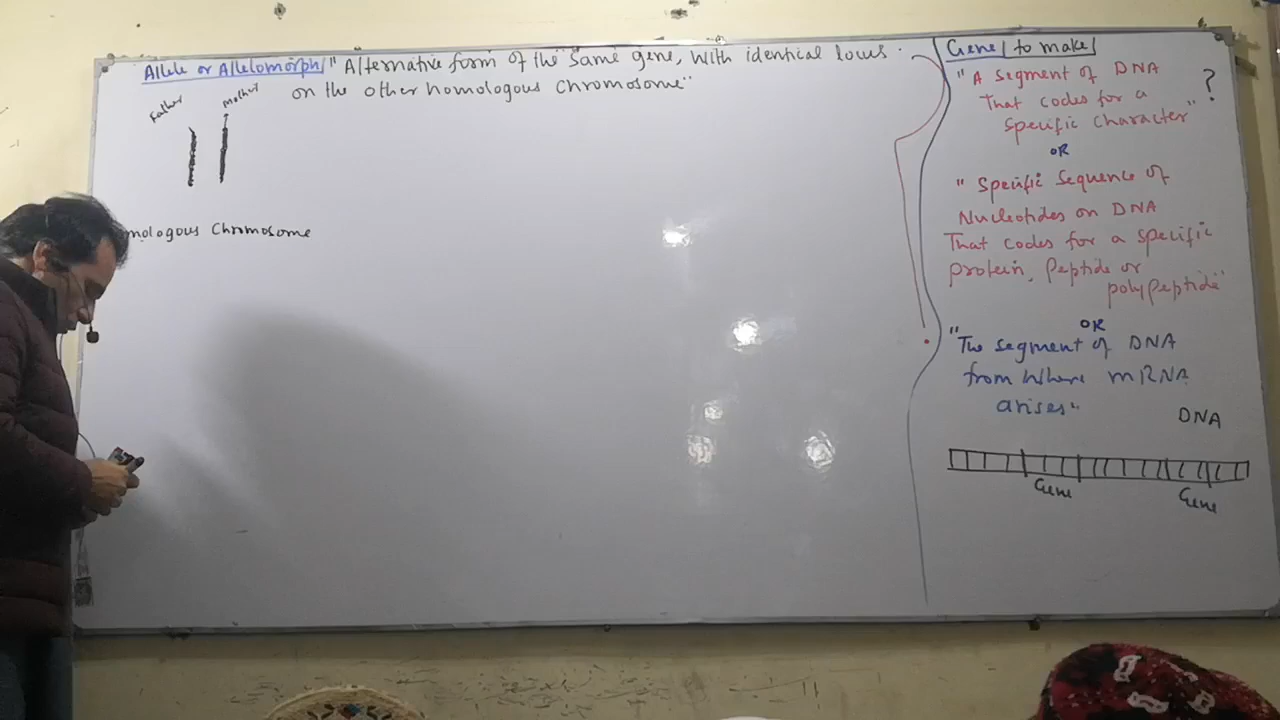 Allele or Allelomorph "Alternative form of the "Same gene, with identical locus
on the other homologous Chromosome"
Father
Mother
mologous Chromosome
Gene to make
"A Segment of DNA
That codes for a
Specific Character"
?
OR
"Specific Sequence of
Nucleotides on DNA
That codes for a specific
protein, Peptide or
polypeptide"
OR
"The segment of DNA
from where mRNA
arises"
DNA
Gene
Gene